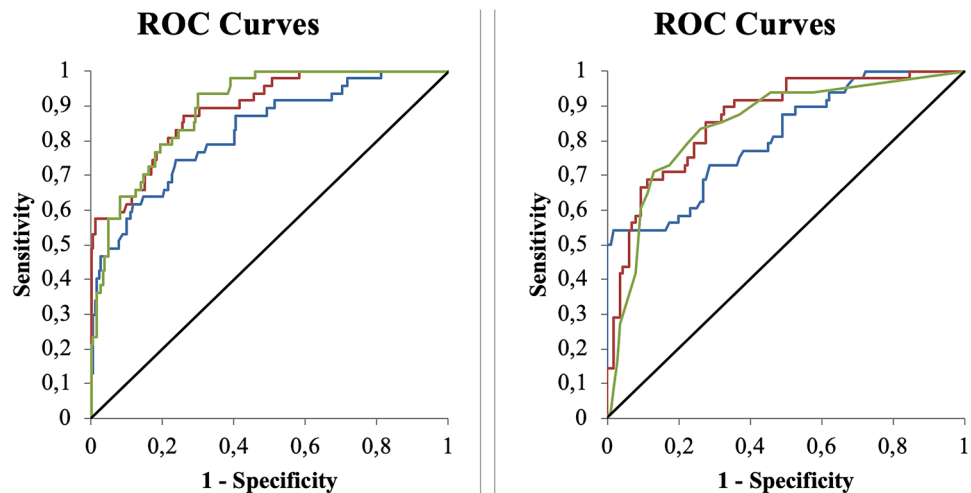 ROC Curves
1
0,9
0,8
0,7
0,6
0,5
0,4
0,3
0,2
0,1
0
Sensitivity
0 0,2 0,4 0,6 0,8 1
1 - Specificity
ROC Curves
1
0,9
0,8
0,7
0,6
0,5
0,4
0,3
0,2
0,1
0
Sensitivity
0 0,2 0,4 0,6 0,8 1
1 - Specificity